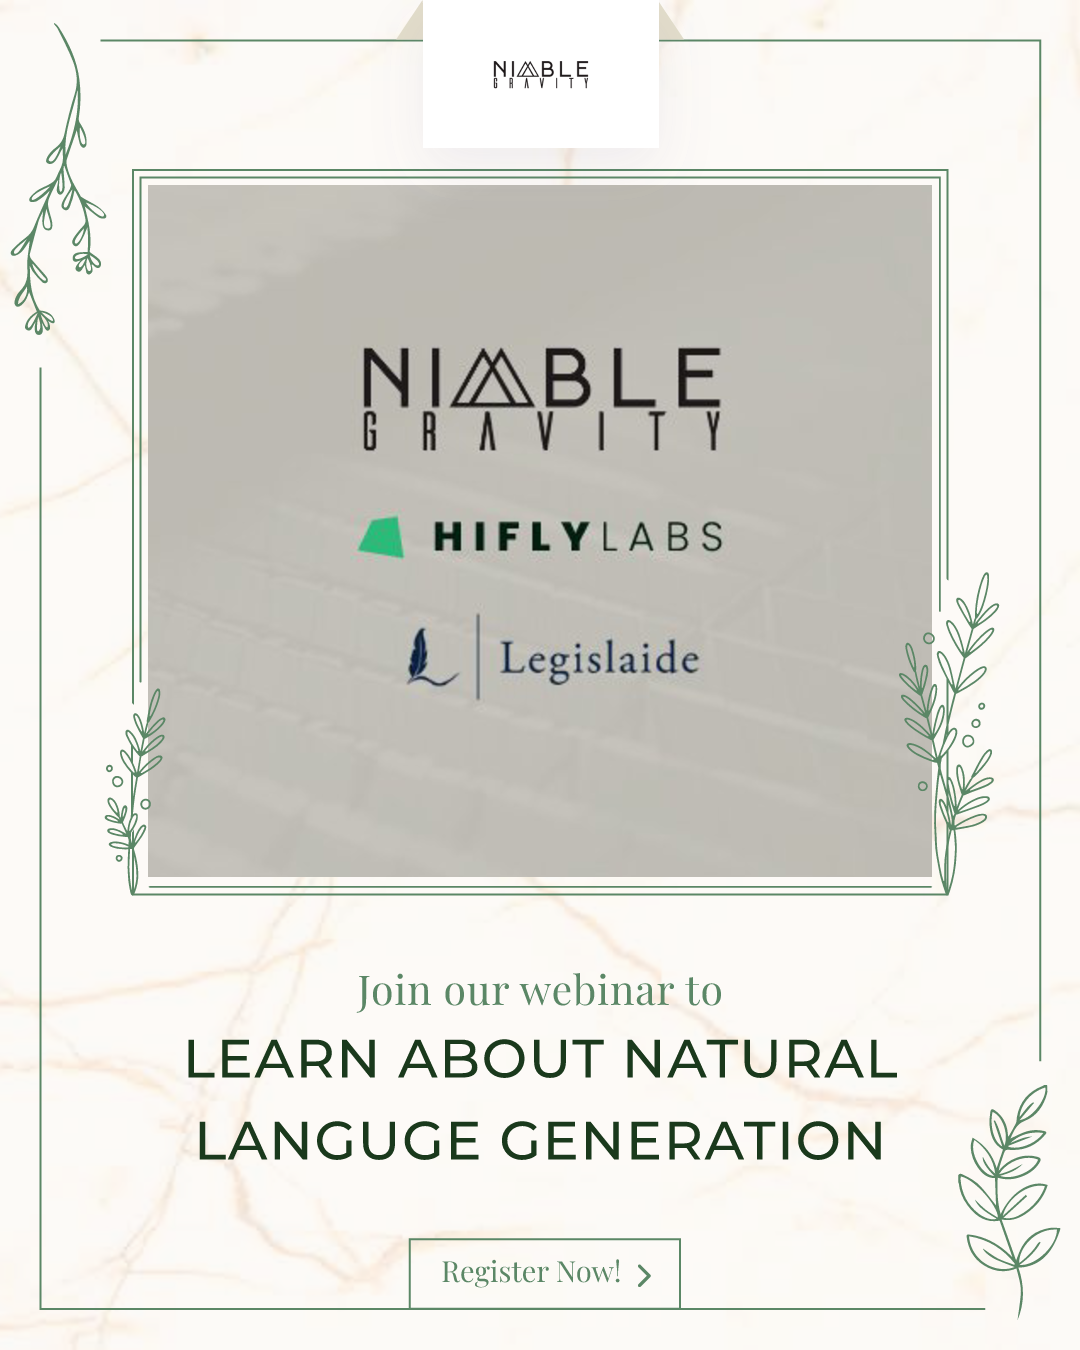 NIMBLE
GRAVITY
NIMBLE
GRAVITY
HIFLYLABS
Legislaide
Join our webinar to
LEARN ABOUT NATURAL
LANGUGE GENERATION
Register Now!